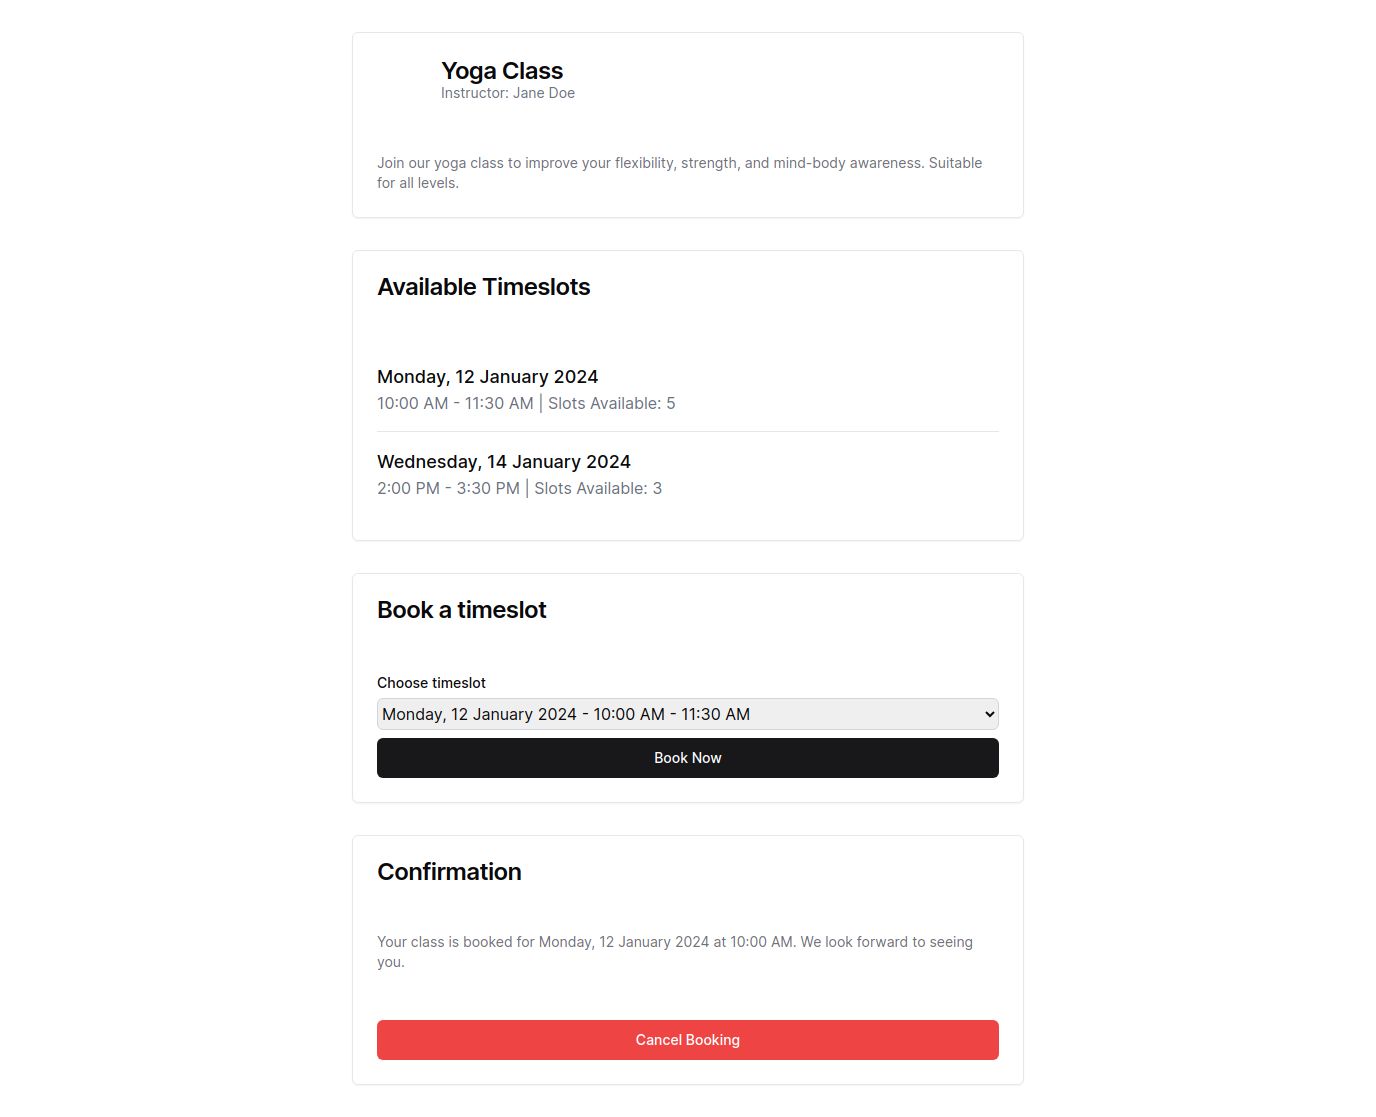 Yoga Class
Instructor: Jane Doe
Join our yoga class to improve your flexibility, strength, and mind-body awareness. Suitable
for all levels.
Available Timeslots
Monday, 12 January 2024
10:00 AM - 11:30 AM | Slots Available: 5
Wednesday, 14 January 2024
2:00 PM - 3:30 PM | Slots Available: 3
Book a timeslot
Choose timeslot
Monday, 12 January 2024 - 10:00 AM - 11:30 AM
Book Now
Confirmation
Your class is booked for Monday, 12 January 2024 at 10:00 AM. We look forward to seeing
you.
Cancel Booking